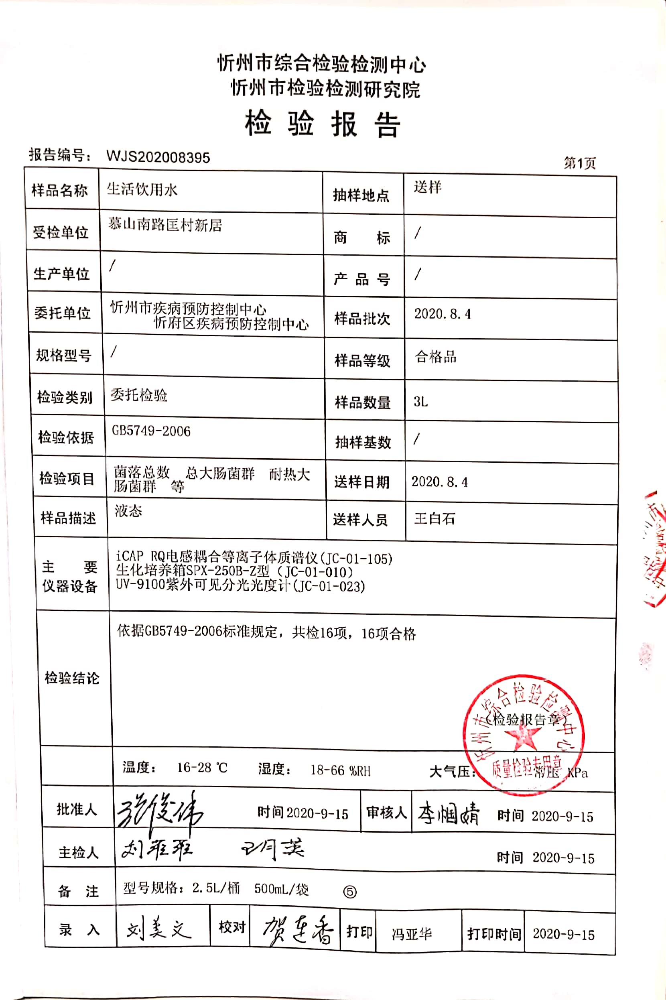 忻州市综合检验检测中心
忻州市检验检测研究院
检 验 报 告
报告编号： WJS202008395
第1页
样品名称 生活饮用水 抽样地点 送样
受检单位 慕山南路匡村新居 商 标 /
生产单位 / 产 品 号 /
委托单位 忻州市疾病预防控制中心
忻府区疾病预防控制中心 样品批次 2020.8.4
规格型号 / 样品等级 合格品
检验类别 委托检验 样品数量 3L
检验依据 GB5749-2006 抽样基数 /
检验项目 菌落总数 总大肠菌群 耐热大
肠菌群 等 送样日期 2020.8.4
样品描述 液态 送样人员 王白石
主 要
仪器设备
iCAP RQ电感耦合等离子体质谱仪(JC-01-105)
生化培养箱SPX-250B-Z型（JC-01-010）
UV-9100紫外可见分光光度计(JC-01-023)
检验结论 依据GB5749-2006标准规定，共检16项，16项合格
忻州市综合检验检测中心
（检验报告章）
质量检验专用章
温度： 16-28 ℃ 湿度： 18-66 %RH 大气压： 常压 KPa
批准人 时间 2020-9-15 审核人 时间 2020-9-15
主检人 刘菲菲 王月英 时间 2020-9-15
备 注 型号规格：2.5L/桶 500mL/袋 ⑤
录 入 刘美文 校对 贺连香 打印 冯亚华 打印时间 2020-9-15